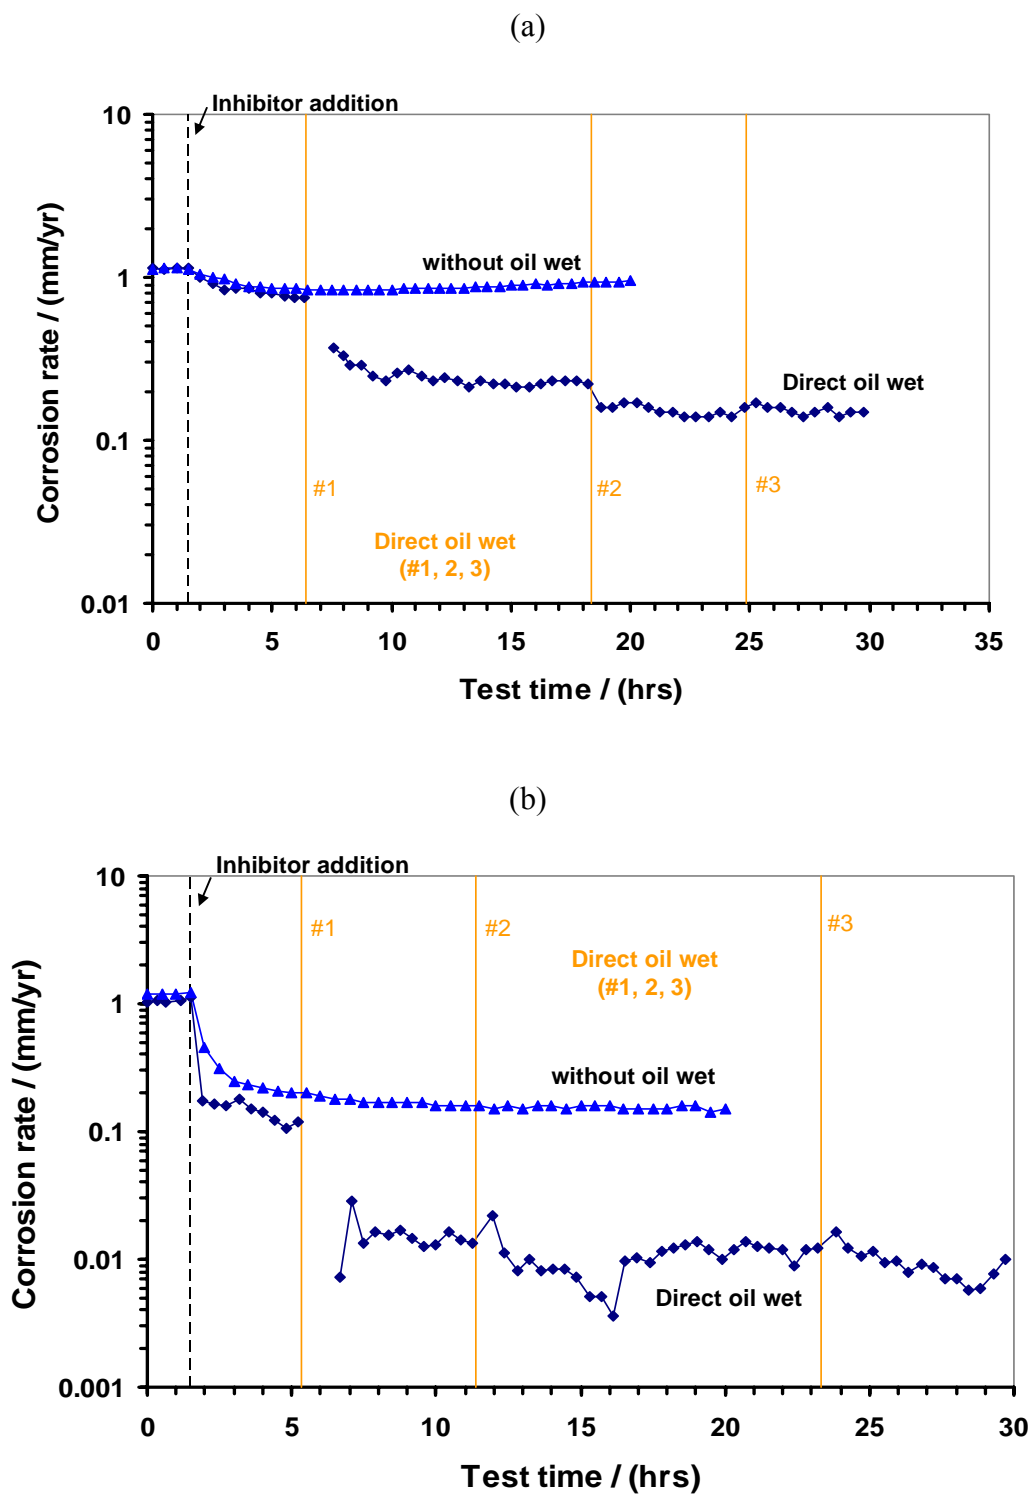 (a)
Inhibitor addition
10
1
0.1
0.01
Corrosion rate / (mm/yr)
without oil wet
Direct oil wet
#1
#2
#3
Direct oil wet
(#1, 2, 3)
0 5 10 15 20 25 30 35
Test time / (hrs)
(b)
Inhibitor addition
10
1
0.1
0.01
0.001
Corrosion rate / (mm/yr)
#1
#2
#3
Direct oil wet
(#1, 2, 3)
without oil wet
Direct oil wet
0 5 10 15 20 25 30
Test time / (hrs)